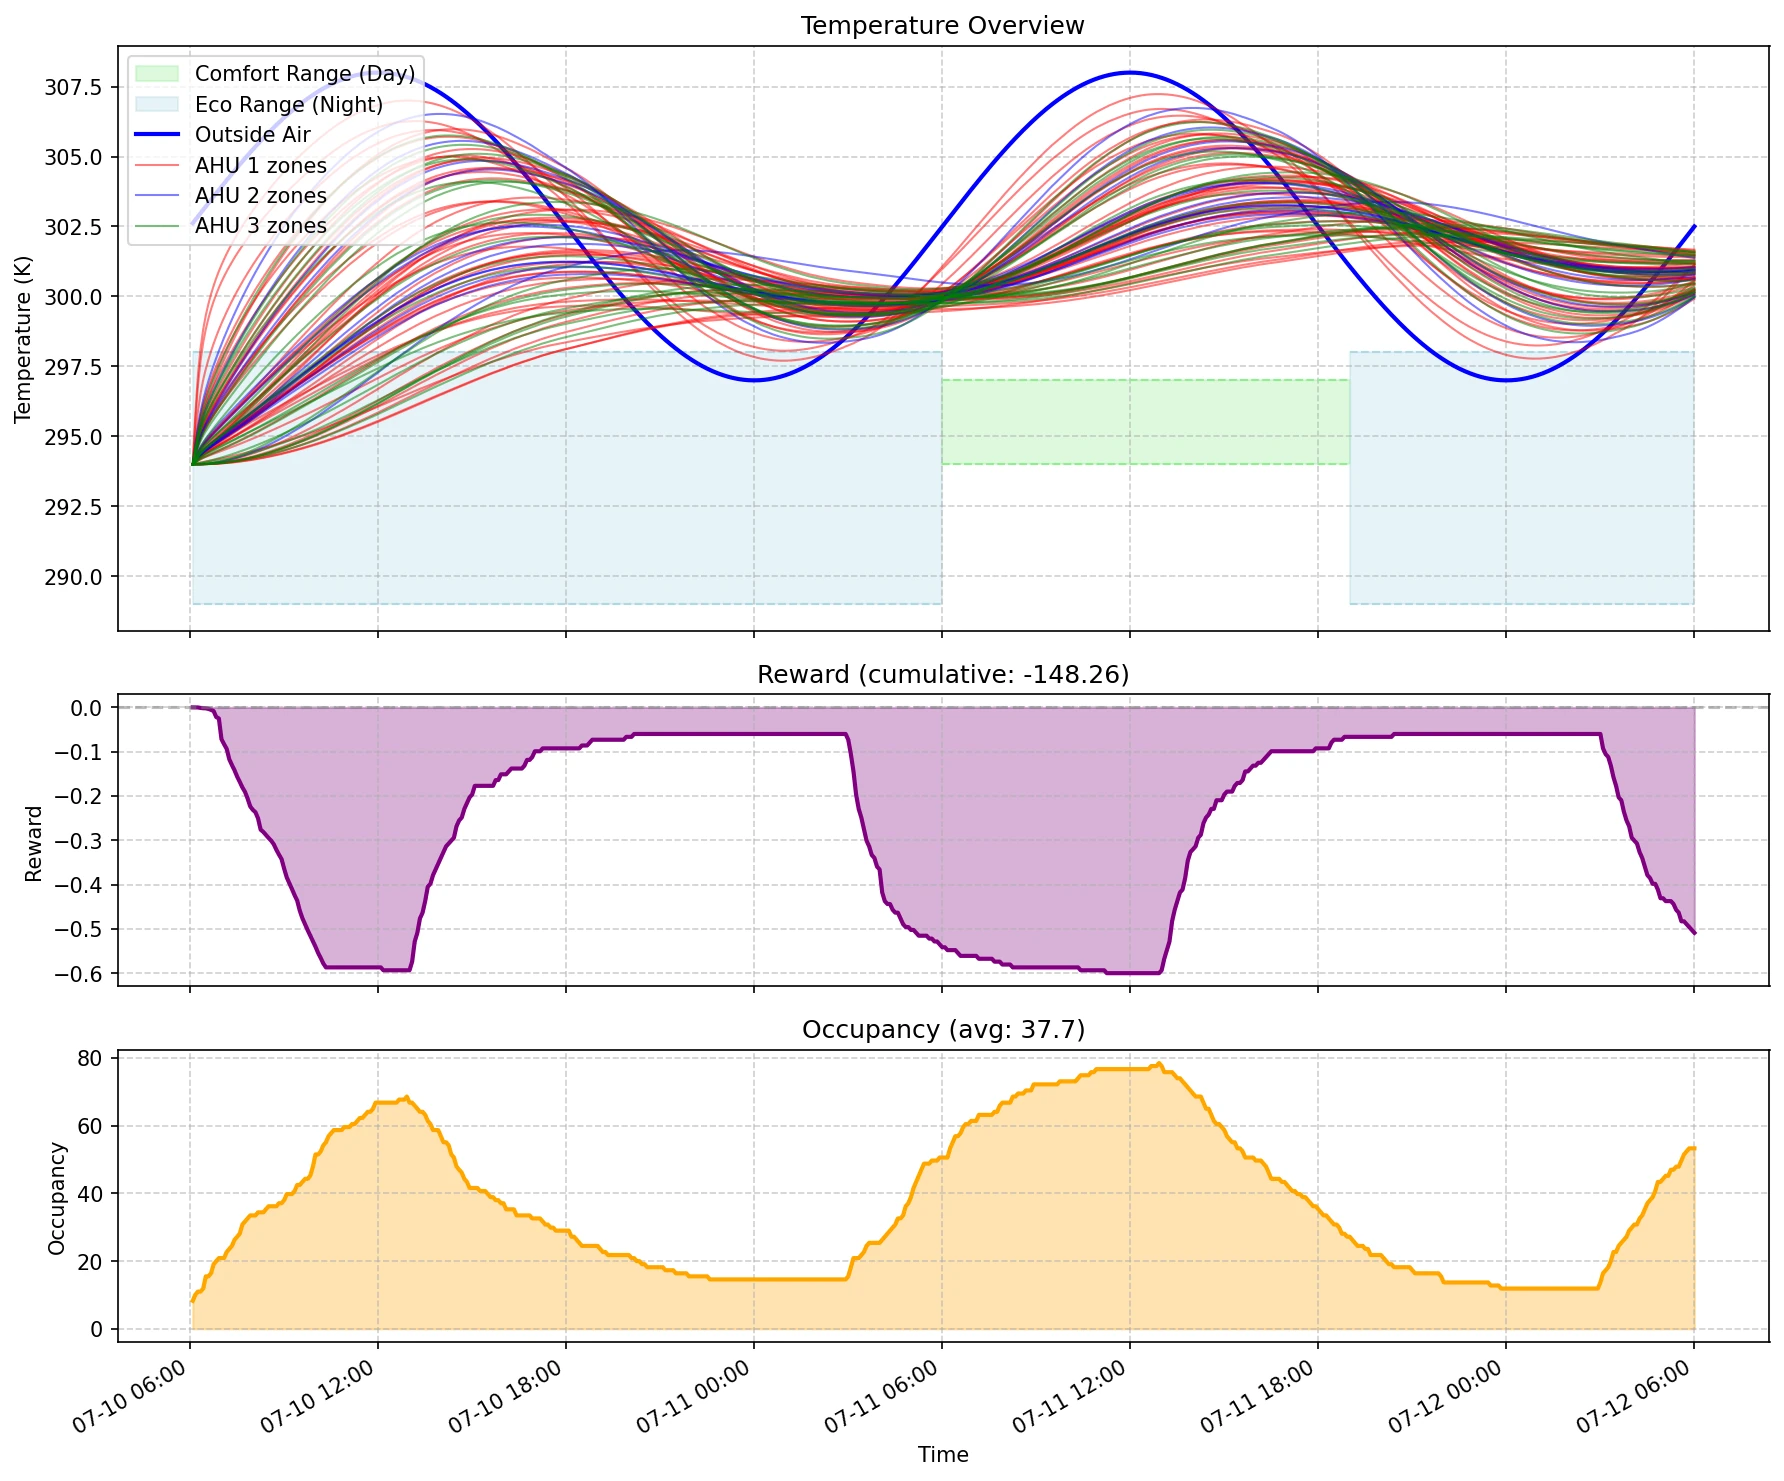 Temperature Overview
Comfort Range (Day)
Eco Range (Night)
Outside Air
AHU 1 zones
AHU 2 zones
AHU 3 zones
Temperature (K)
307.5
305.0
302.5
300.0
297.5
295.0
292.5
290.0
Reward (cumulative: -148.26)
Reward
0.0
−0.1
−0.2
−0.3
−0.4
−0.5
−0.6
Occupancy (avg: 37.7)
Occupancy
80
60
40
20
0
07-10 06:00
07-10 12:00
07-10 18:00
07-11 00:00
07-11 06:00
07-11 12:00
07-11 18:00
07-12 00:00
07-12 06:00
Time